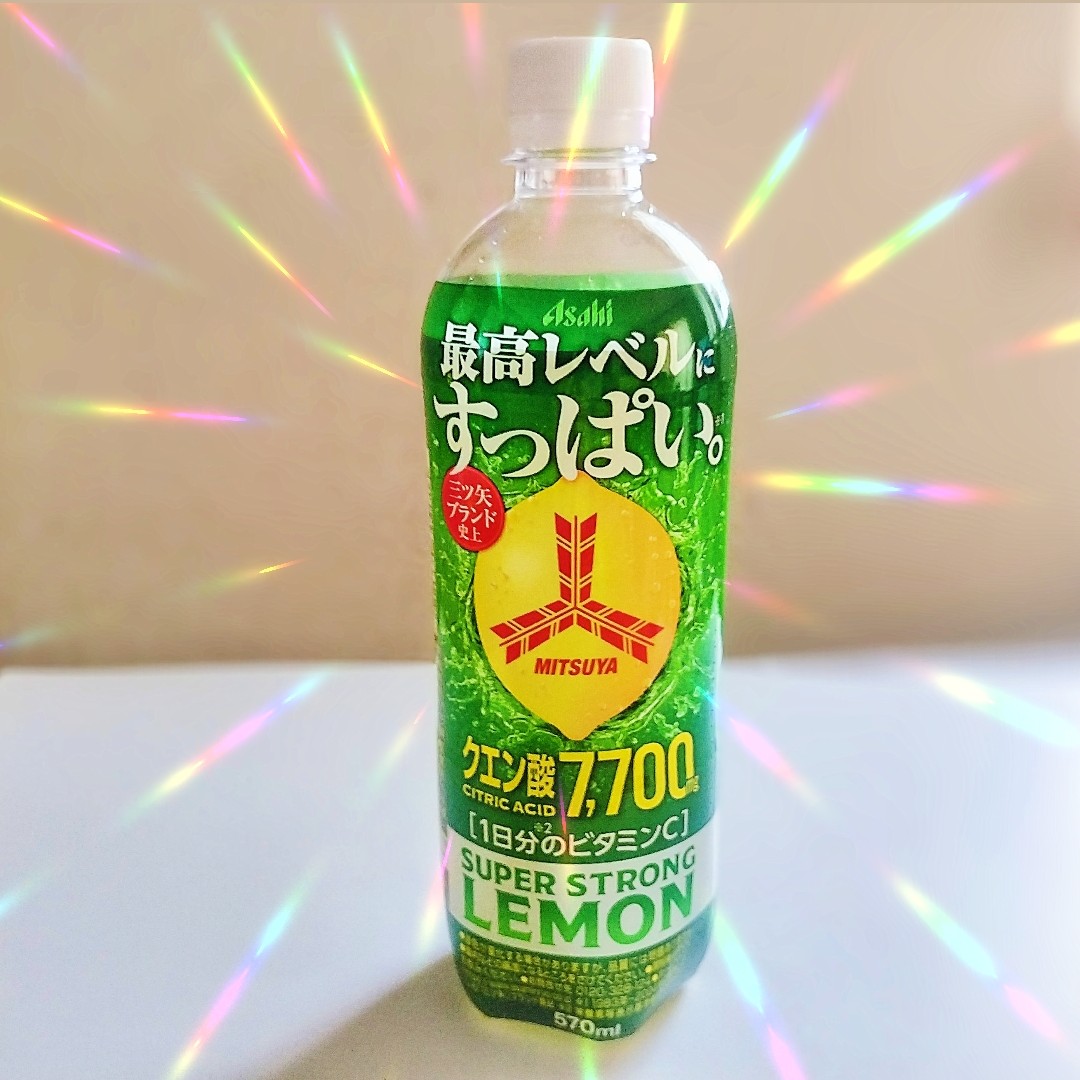 Asahi
最高レベルに
すっぱい。※1
三ツ矢
ブランド
史上
MITSUYA
クエン酸 7,700mg
CITRIC ACID
※2
[1日分のビタミンC]
SUPER STRONG
LEMON
570ml